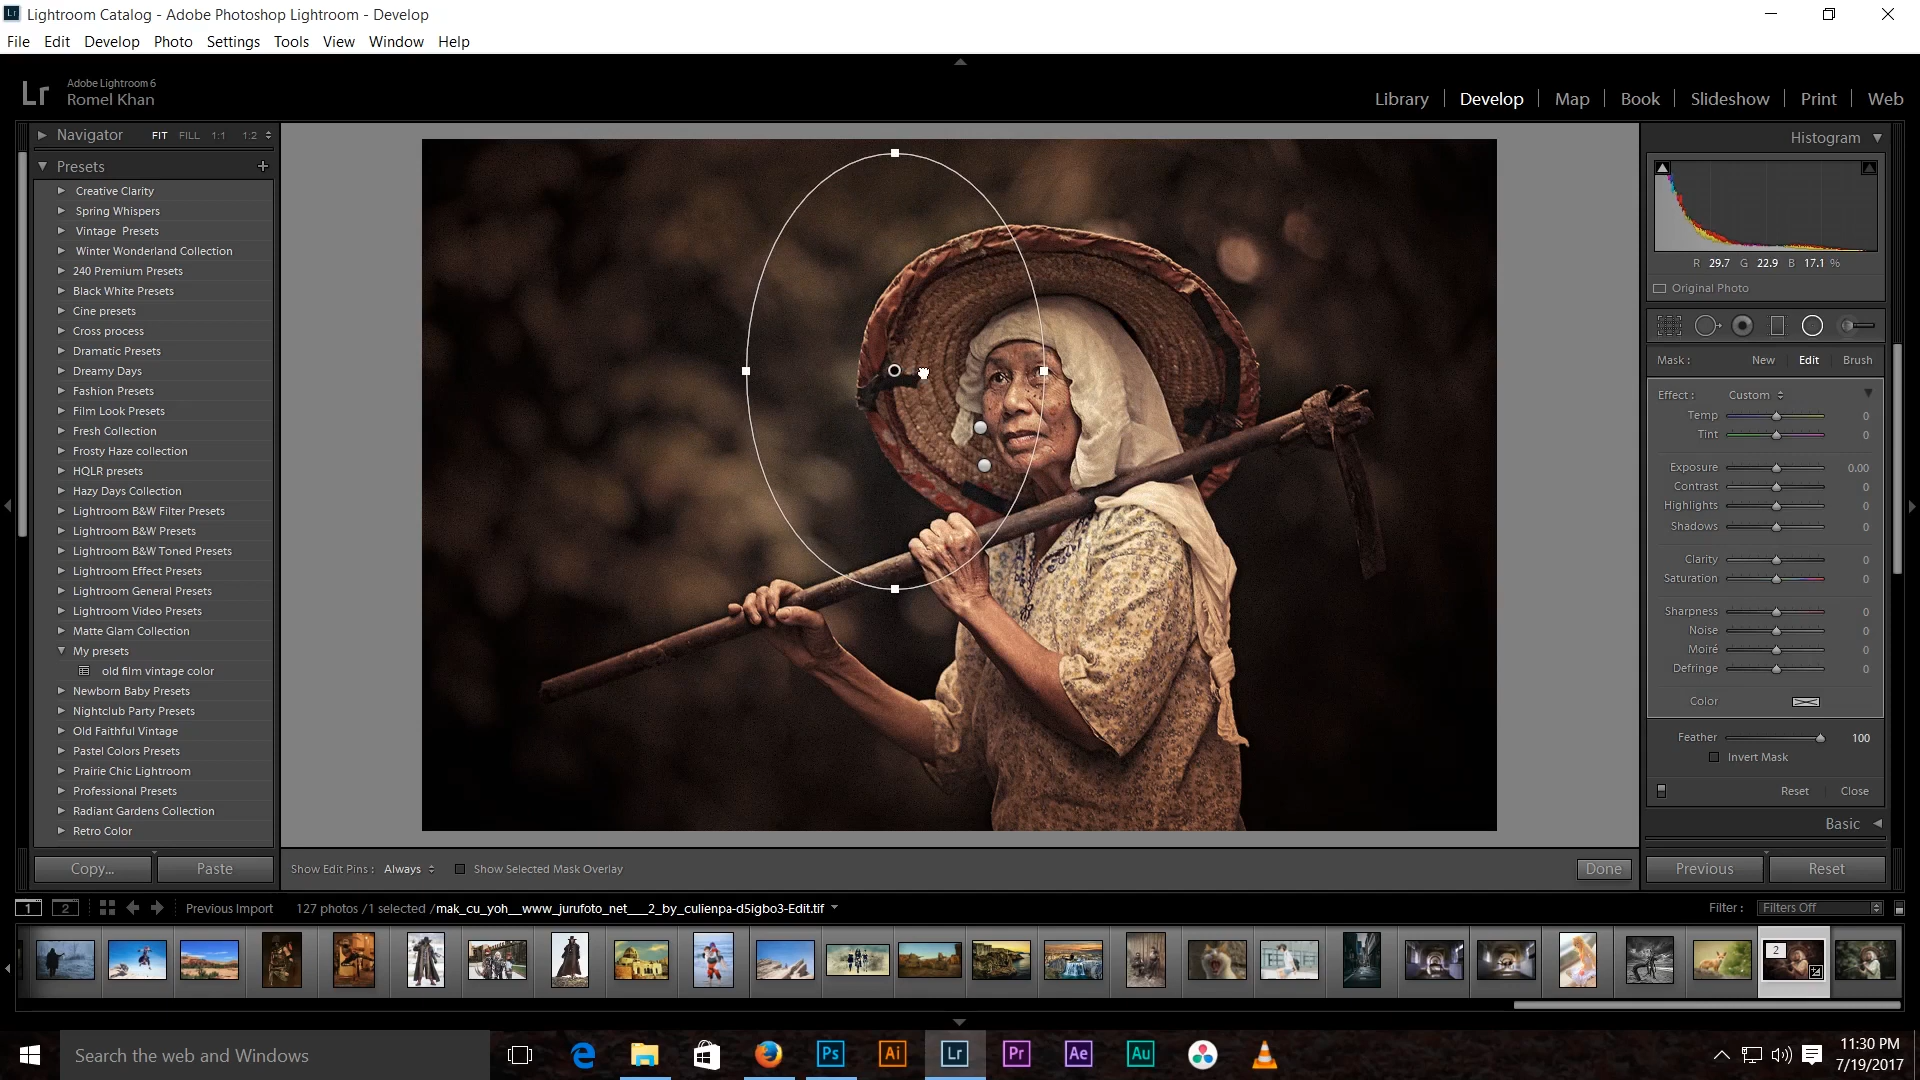 Lightroom Catalog - Adobe Photoshop Lightroom - Develop
File Edit Develop Photo Settings Tools View Window Help
Lr Adobe Lightroom 6
Romel Khan
Library | Develop | Map | Book | Slideshow | Print | Web
Navigator FIT FILL 1:1 1:2
Presets +
Creative Clarity
Spring Whispers
Vintage Presets
Winter Wonderland Collection
240 Premium Presets
Black White Presets
Cine presets
Cross process
Dramatic Presets
Dreamy Days
Fashion Presets
Film Look Presets
Fresh Collection
Frosty Haze collection
HQLR presets
Hazy Days Collection
Lightroom B&W Filter Presets
Lightroom B&W Presets
Lightroom B&W Toned Presets
Lightroom Effect Presets
Lightroom General Presets
Lightroom Video Presets
Matte Glam Collection
My presets
old film vintage color
Newborn Baby Presets
Nightclub Party Presets
Old Faithful Vintage
Pastel Colors Presets
Prairie Chic Lightroom
Professional Presets
Radiant Gardens Collection
Retro Color
Copy... Paste
Show Edit Pins : Always Show Selected Mask Overlay Done
Histogram
R 29.7 G 22.9 B 17.1 %
Original Photo
Mask : New Edit Brush
Effect : Custom
Temp 0
Tint 0
Exposure 0.00
Contrast 0
Highlights 0
Shadows 0
Clarity 0
Saturation 0
Sharpness 0
Noise 0
Moiré 0
Defringe 0
Color
Feather 100
Invert Mask
Reset Close
Basic
Previous Reset
1 2 Previous Import 127 photos /1 selected /mak_cu_yoh__www_jurufoto_net___2_by_culienpa-d5igbo3-Edit.tif Filter : Filters Off
2
Search the web and Windows
Ps Ai Lr Pr Ae Au
11:30 PM
7/19/2017